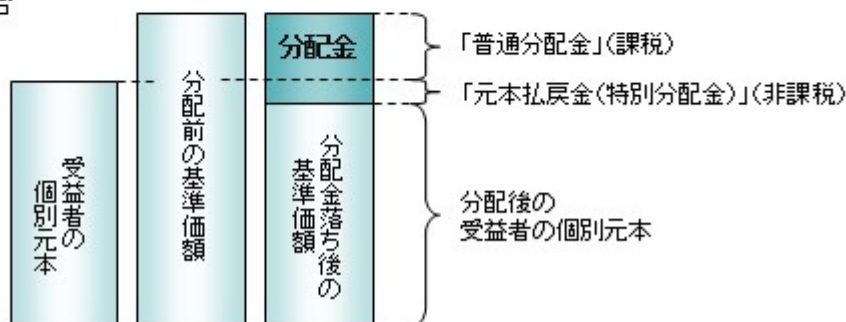 受益者の
個別元本
分配前の基準価額
分配金
分配金落ち後の
基準価額
「普通分配金」(課税)
「元本払戻金(特別分配金)」(非課税)
分配後の
受益者の個別元本